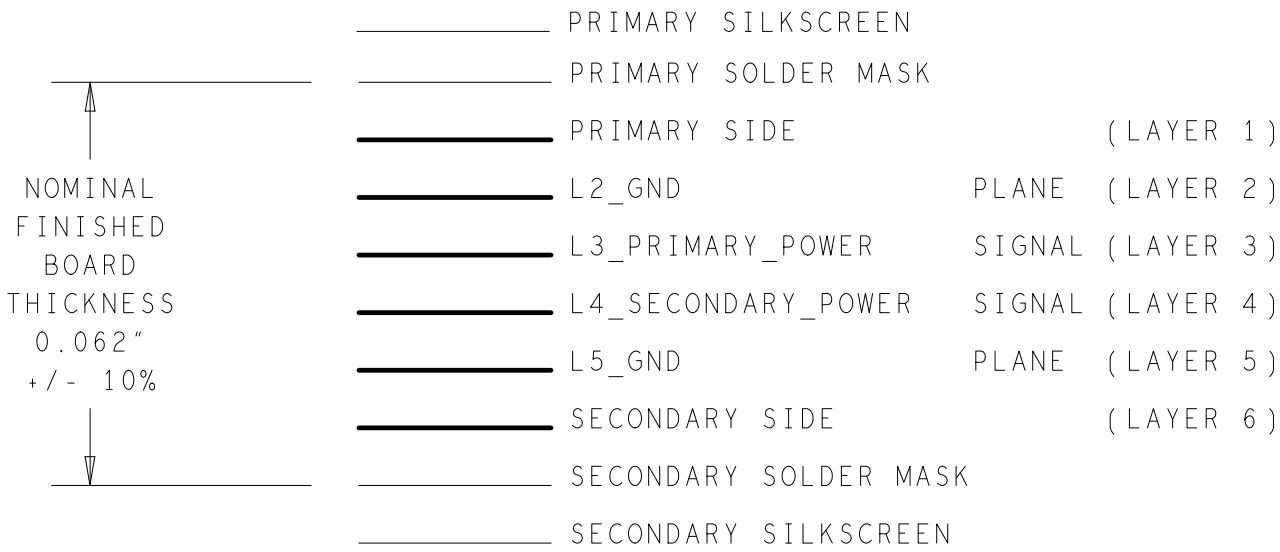 PRIMARY SILKSCREEN
PRIMARY SOLDER MASK
PRIMARY SIDE (LAYER 1)
L2_GND PLANE (LAYER 2)
L3_PRIMARY_POWER SIGNAL (LAYER 3)
L4_SECONDARY_POWER SIGNAL (LAYER 4)
L5_GND PLANE (LAYER 5)
SECONDARY SIDE (LAYER 6)
SECONDARY SOLDER MASK
SECONDARY SILKSCREEN
NOMINAL
FINISHED
BOARD
THICKNESS
0.062"
+/- 10%